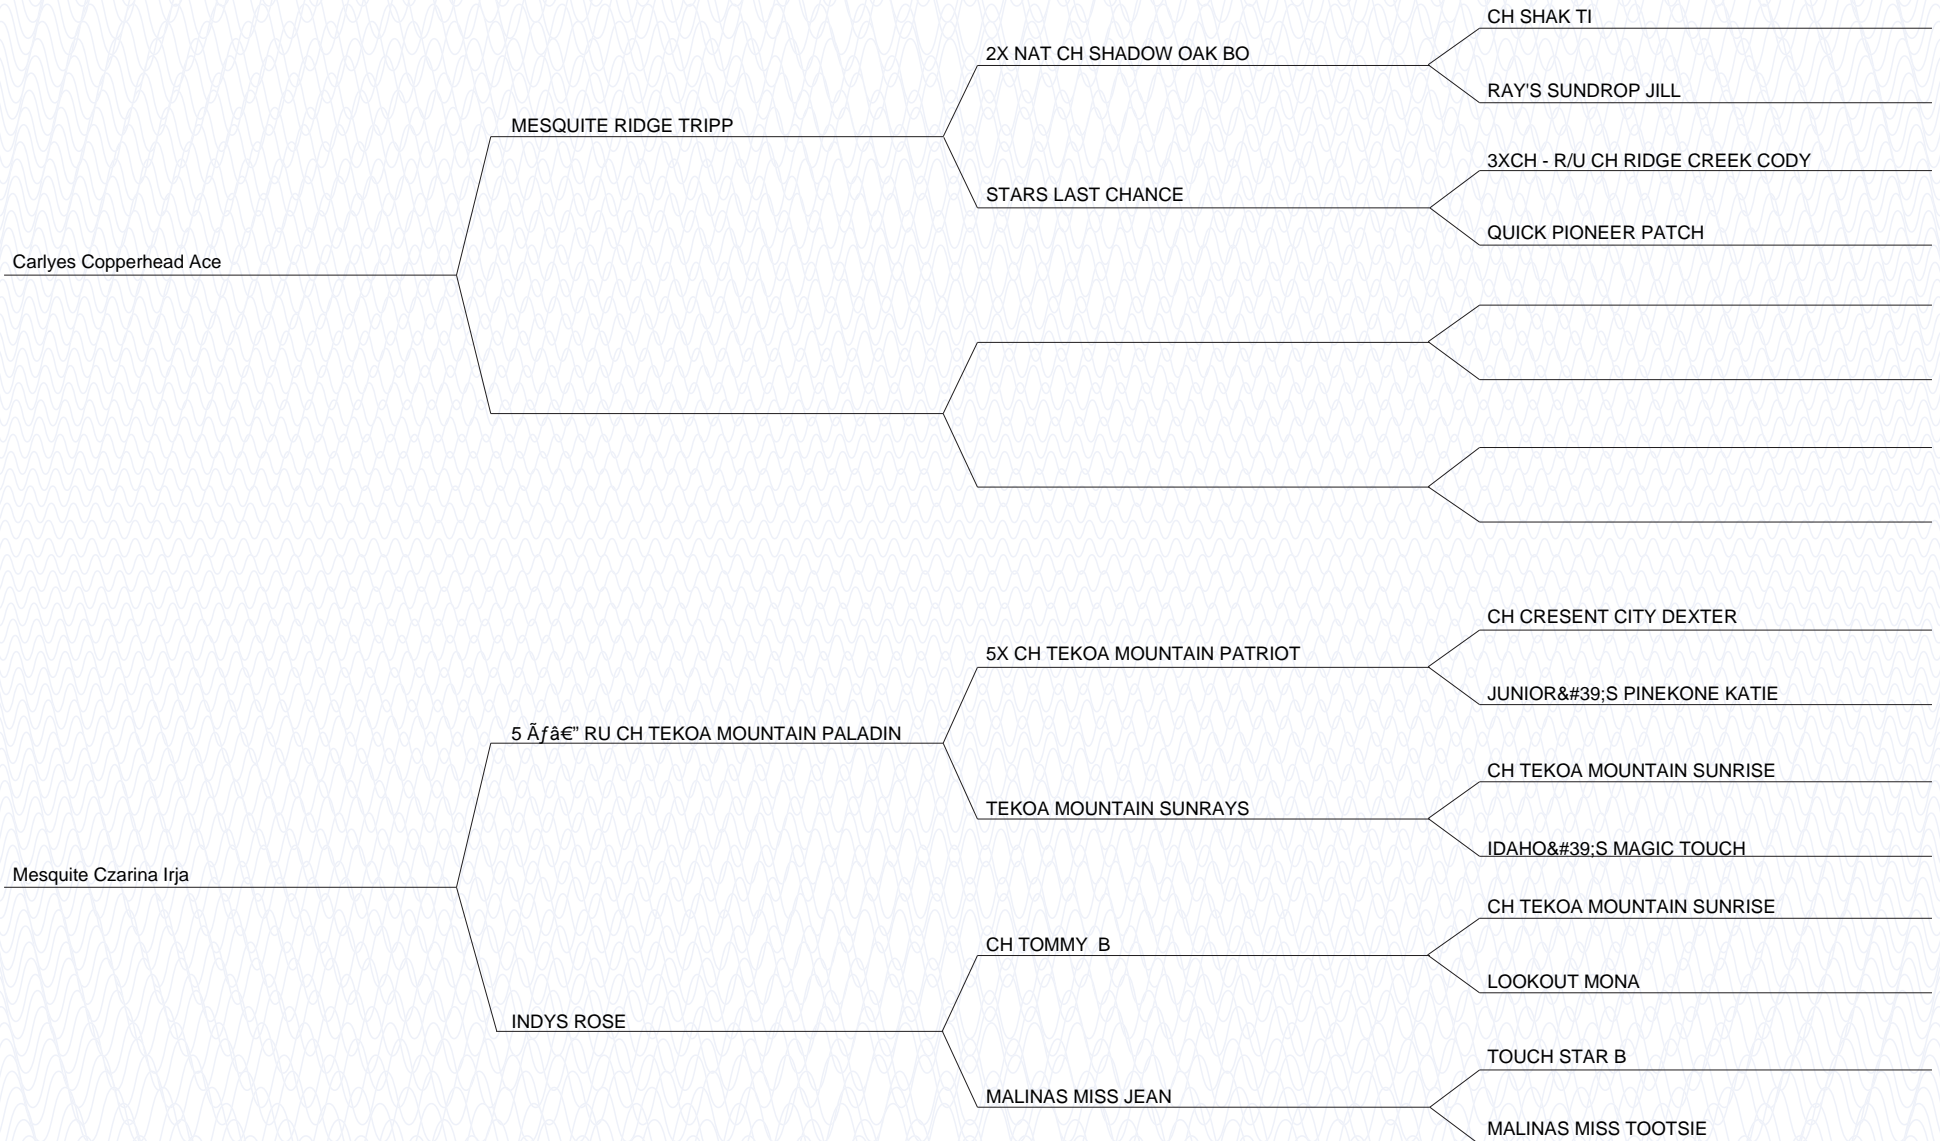 CH SHAK TI
2X NAT CH SHADOW OAK BO
RAY'S SUNDROP JILL
MESQUITE RIDGE TRIPP
3XCH - R/U CH RIDGE CREEK CODY
STARS LAST CHANCE
QUICK PIONEER PATCH
Carlyes Copperhead Ace
CH CRESENT CITY DEXTER
5X CH TEKOA MOUNTAIN PATRIOT
JUNIOR&#39;S PINEKONE KATIE
5 Ãƒâ€” RU CH TEKOA MOUNTAIN PALADIN
CH TEKOA MOUNTAIN SUNRISE
TEKOA MOUNTAIN SUNRAYS
IDAHO&#39;S MAGIC TOUCH
Mesquite Czarina Irja
CH TEKOA MOUNTAIN SUNRISE
CH TOMMY  B
LOOKOUT MONA
INDYS ROSE
TOUCH STAR B
MALINAS MISS JEAN
MALINAS MISS TOOTSIE